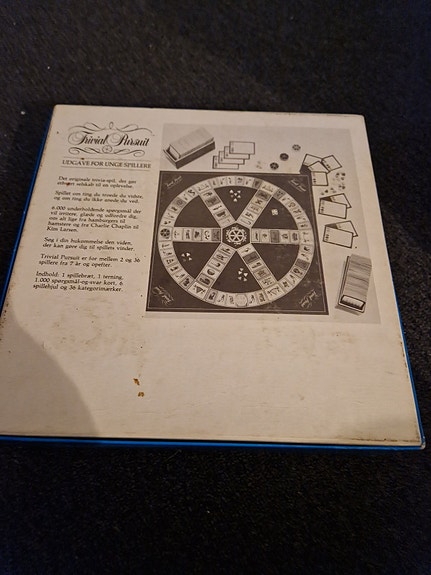 Trivial Pursuit
UDGAVE FOR UNGE SPILLERE
Det originale trivia-spil, der gør
ethvert selskab til en oplevelse.
Spillet om ting du troede du vidste,
og om ting du ikke anede du ved.
6.000 underholdende spørgsmål der
vil irritere, glæde og udfordre dig,
om alt lige fra hamburgers til
hamstere og fra Charlie Chaplin til
Kim Larsen.
Søg i din hukommelse den viden,
der kan gøre dig til spillets vinder.
Trivial Pursuit er for mellem 2 og 36
spillere fra 7 år og opefter.
Indhold: 1 spillebræt, 1 terning,
1.000 spørgsmål-og-svar kort, 6
spillehjul og 36 kategorimærker.